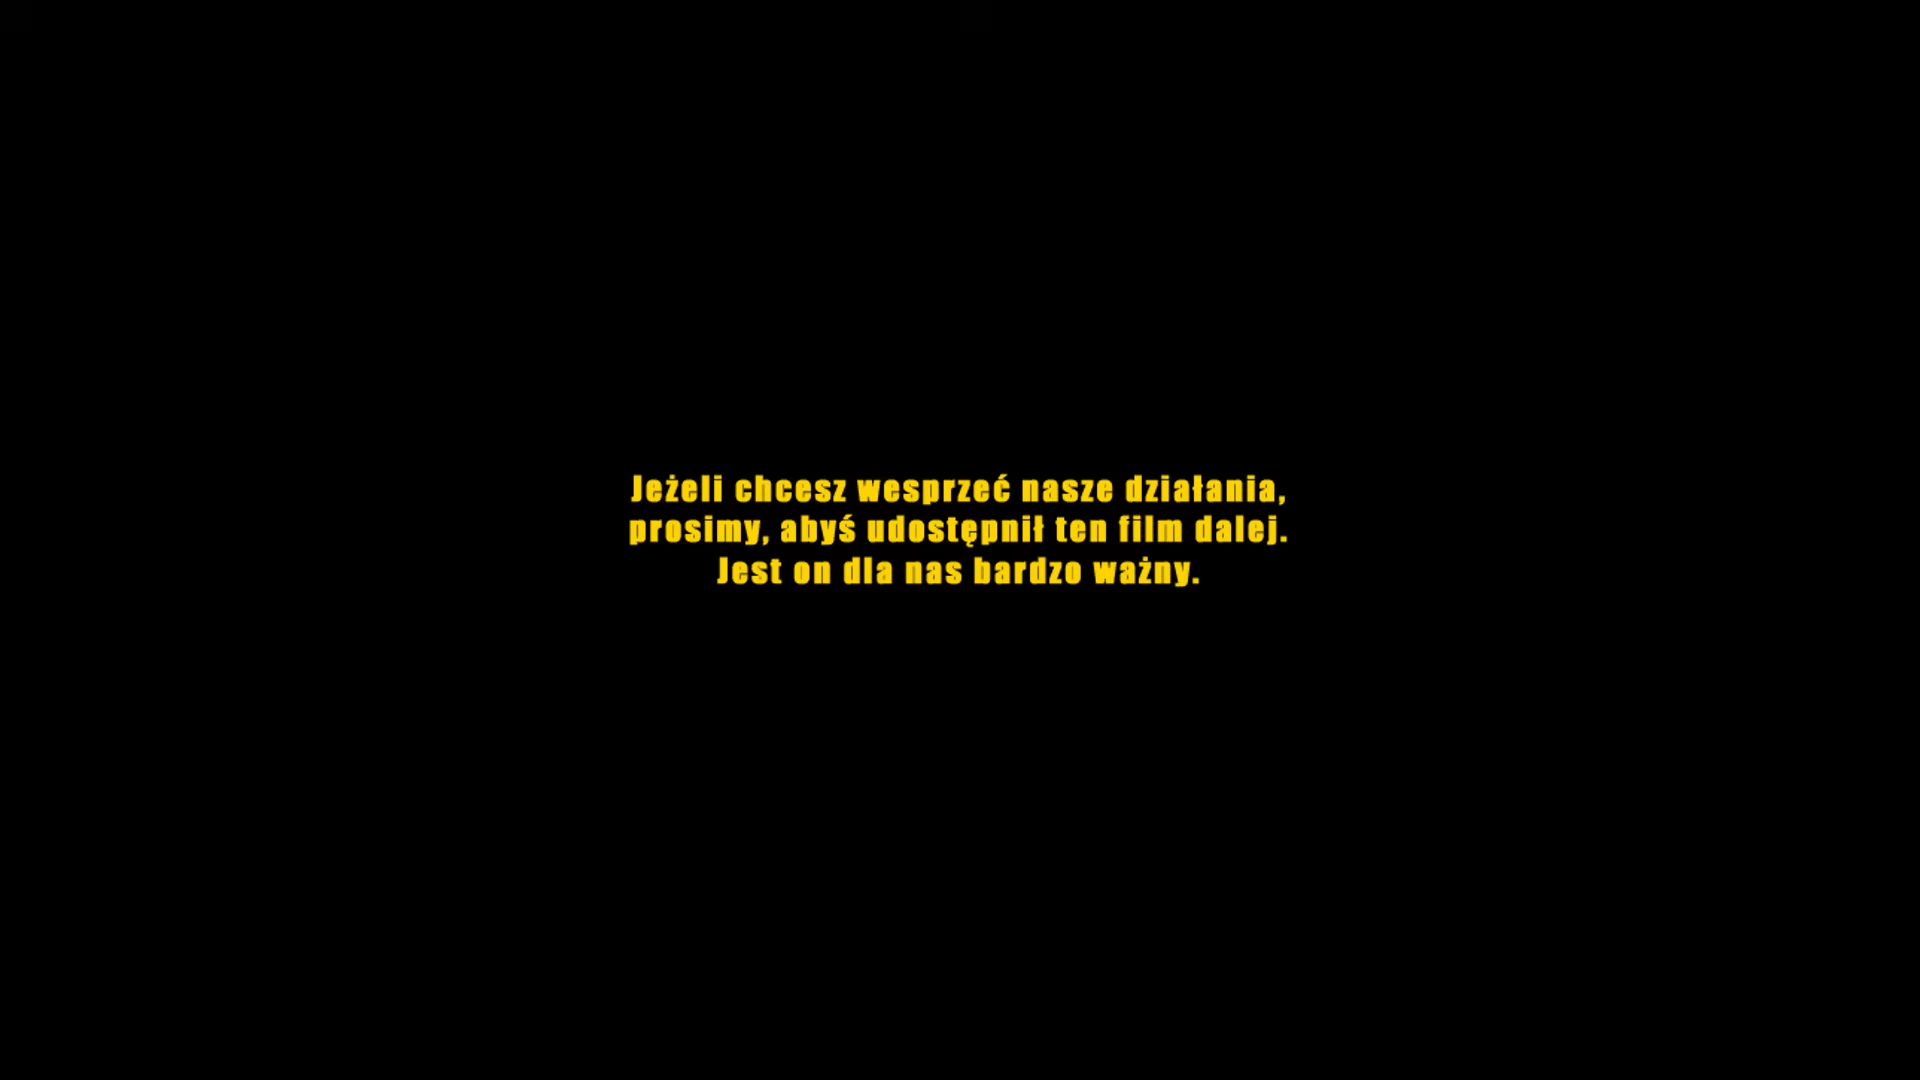 Jeżeli chcesz wesprzeć nasze działania,
prosimy, abyś udostępnił ten film dalej.
Jest on dla nas bardzo ważny.